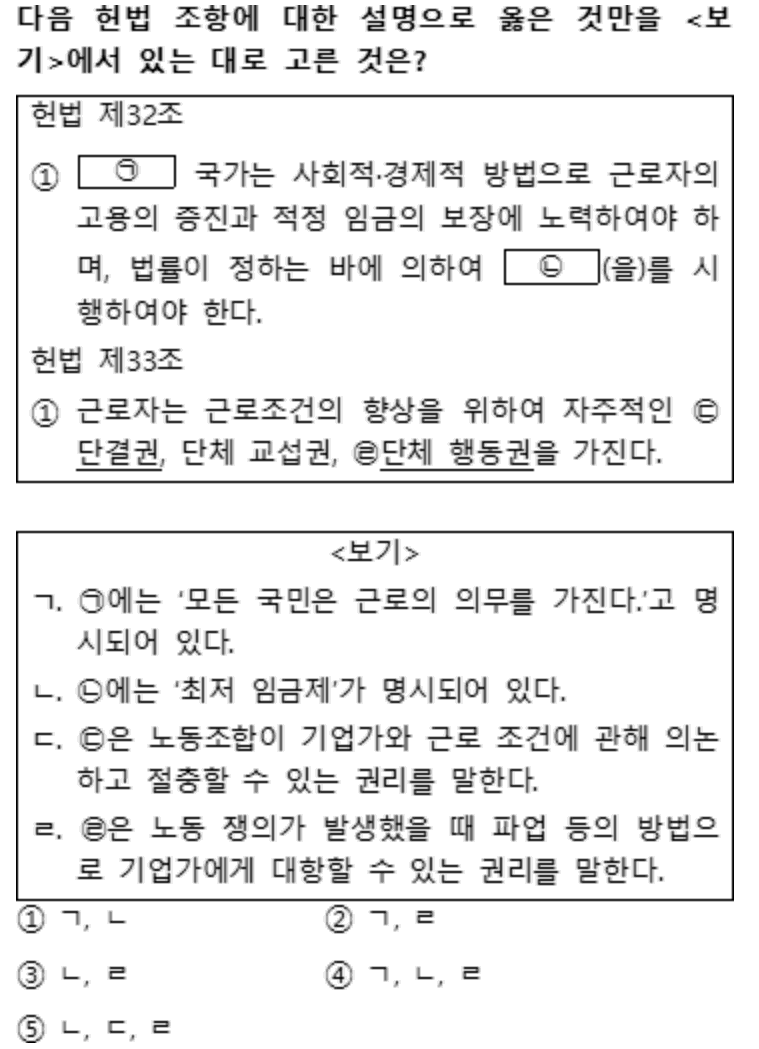 다음 헌법 조항에 대한 설명으로 옳은 것만을 <보
기>에서 있는 대로 고른 것은?
헌법 제32조
① ㉠ 국가는 사회적·경제적 방법으로 근로자의
고용의 증진과 적정 임금의 보장에 노력하여야 하
며, 법률이 정하는 바에 의하여 ㉡ (을)를 시
행하여야 한다.
헌법 제33조
① 근로자는 근로조건의 향상을 위하여 자주적인 ㉢
단결권, 단체 교섭권, ㉣단체 행동권을 가진다.
<보기>
ㄱ. ㉠에는 ‘모든 국민은 근로의 의무를 가진다.’고 명
시되어 있다.
ㄴ. ㉡에는 ‘최저 임금제’가 명시되어 있다.
ㄷ. ㉢은 노동조합이 기업가와 근로 조건에 관해 의논
하고 절충할 수 있는 권리를 말한다.
ㄹ. ㉣은 노동 쟁의가 발생했을 때 파업 등의 방법으
로 기업가에게 대항할 수 있는 권리를 말한다.
① ㄱ, ㄴ ② ㄱ, ㄹ
③ ㄴ, ㄹ ④ ㄱ, ㄴ, ㄹ
⑤ ㄴ, ㄷ, ㄹ